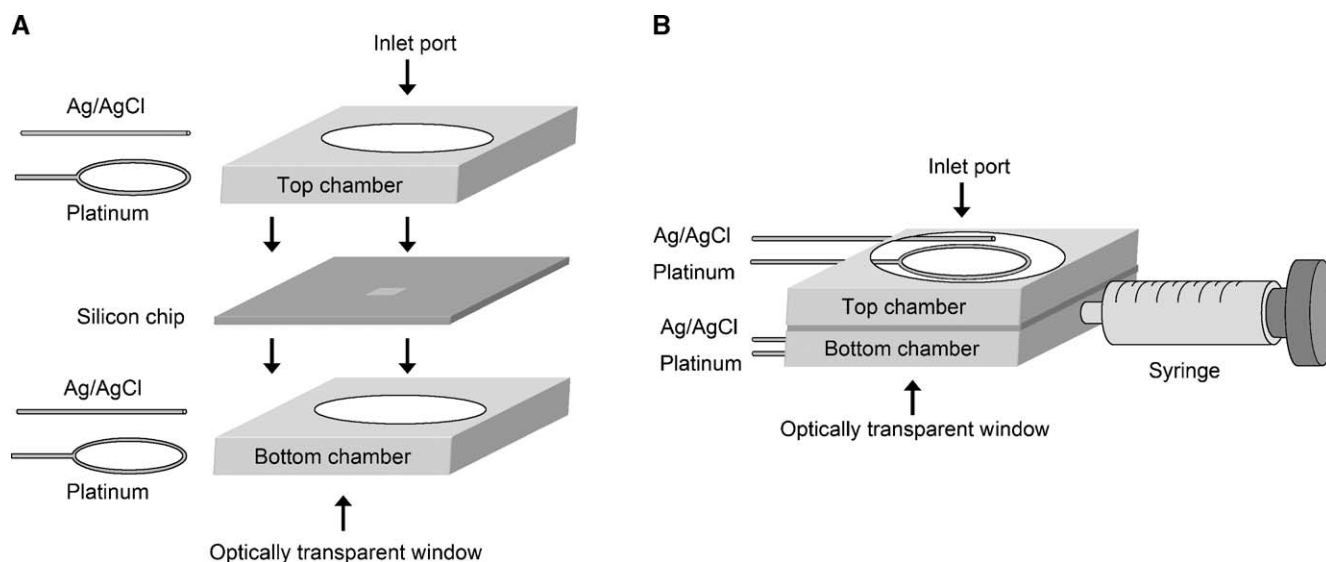 A
Inlet port
Ag/AgCl
Top chamber
Platinum
Silicon chip
Ag/AgCl
Bottom chamber
Platinum
Optically transparent window
B
Inlet port
Ag/AgCl
Platinum
Top chamber
Ag/AgCl
Bottom chamber
Platinum
Syringe
Optically transparent window